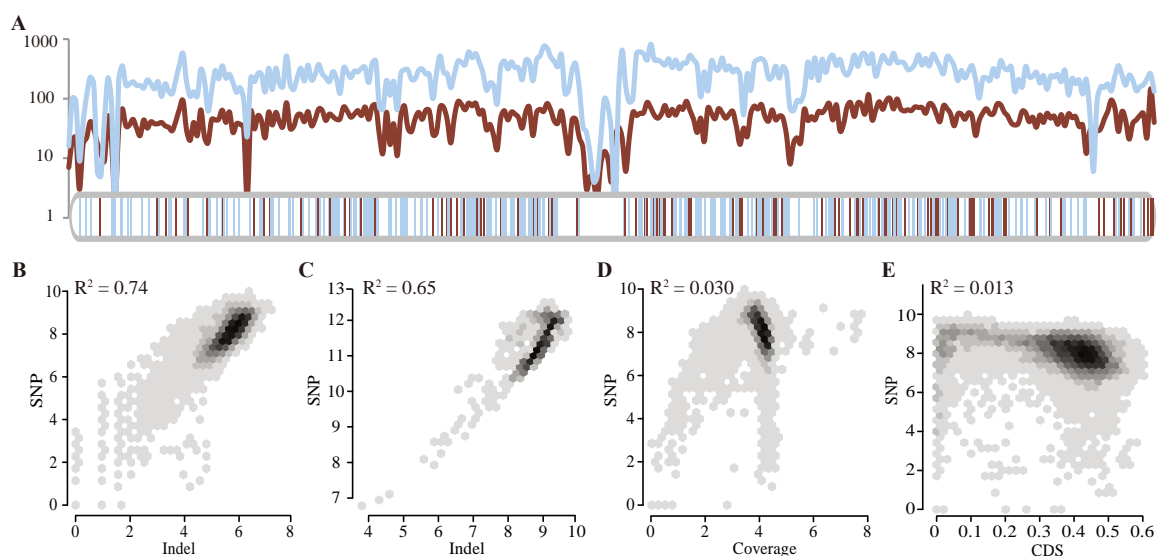 A
1000
100
10
1
B
R² = 0.74
10
8
6
4
2
0
SNP
0 2 4 6 8
Indel
C
R² = 0.65
13
12
11
10
9
8
7
SNP
4 5 6 7 8 9 10
Indel
D
R² = 0.030
10
8
6
4
2
0
SNP
0 2 4 6 8
Coverage
E
R² = 0.013
10
8
6
4
2
0
SNP
0 0.1 0.2 0.3 0.4 0.5 0.6
CDS